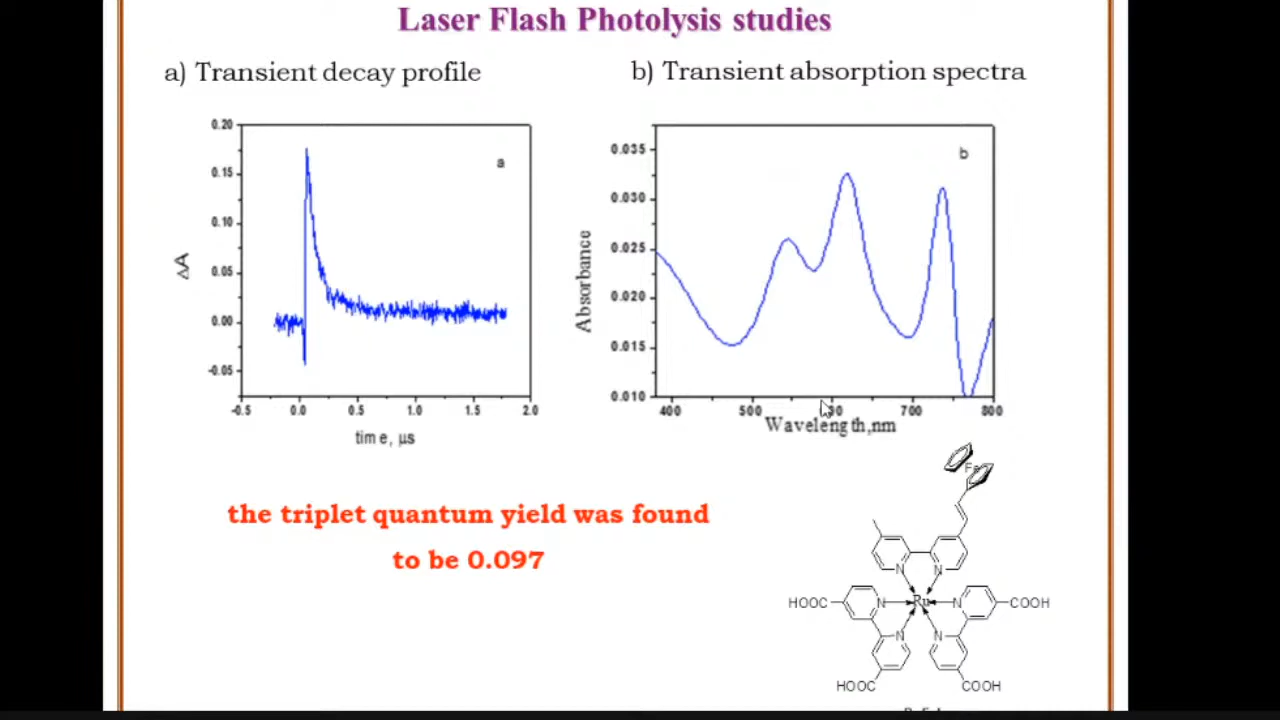 Laser Flash Photolysis studies
a) Transient decay profile
b) Transient absorption spectra
0.20
0.15
0.10
0.05
0.00
-0.05
ΔA
a
-0.5 0.0 0.5 1.0 1.5 2.0
time, µs
0.035
0.030
0.025
0.020
0.015
0.010
Absorbance
b
400 500 700 800
Wavelength,nm
the triplet quantum yield was found
to be 0.097
Fe
N N
HOOC N Ru N COOH
N N
HOOC COOH